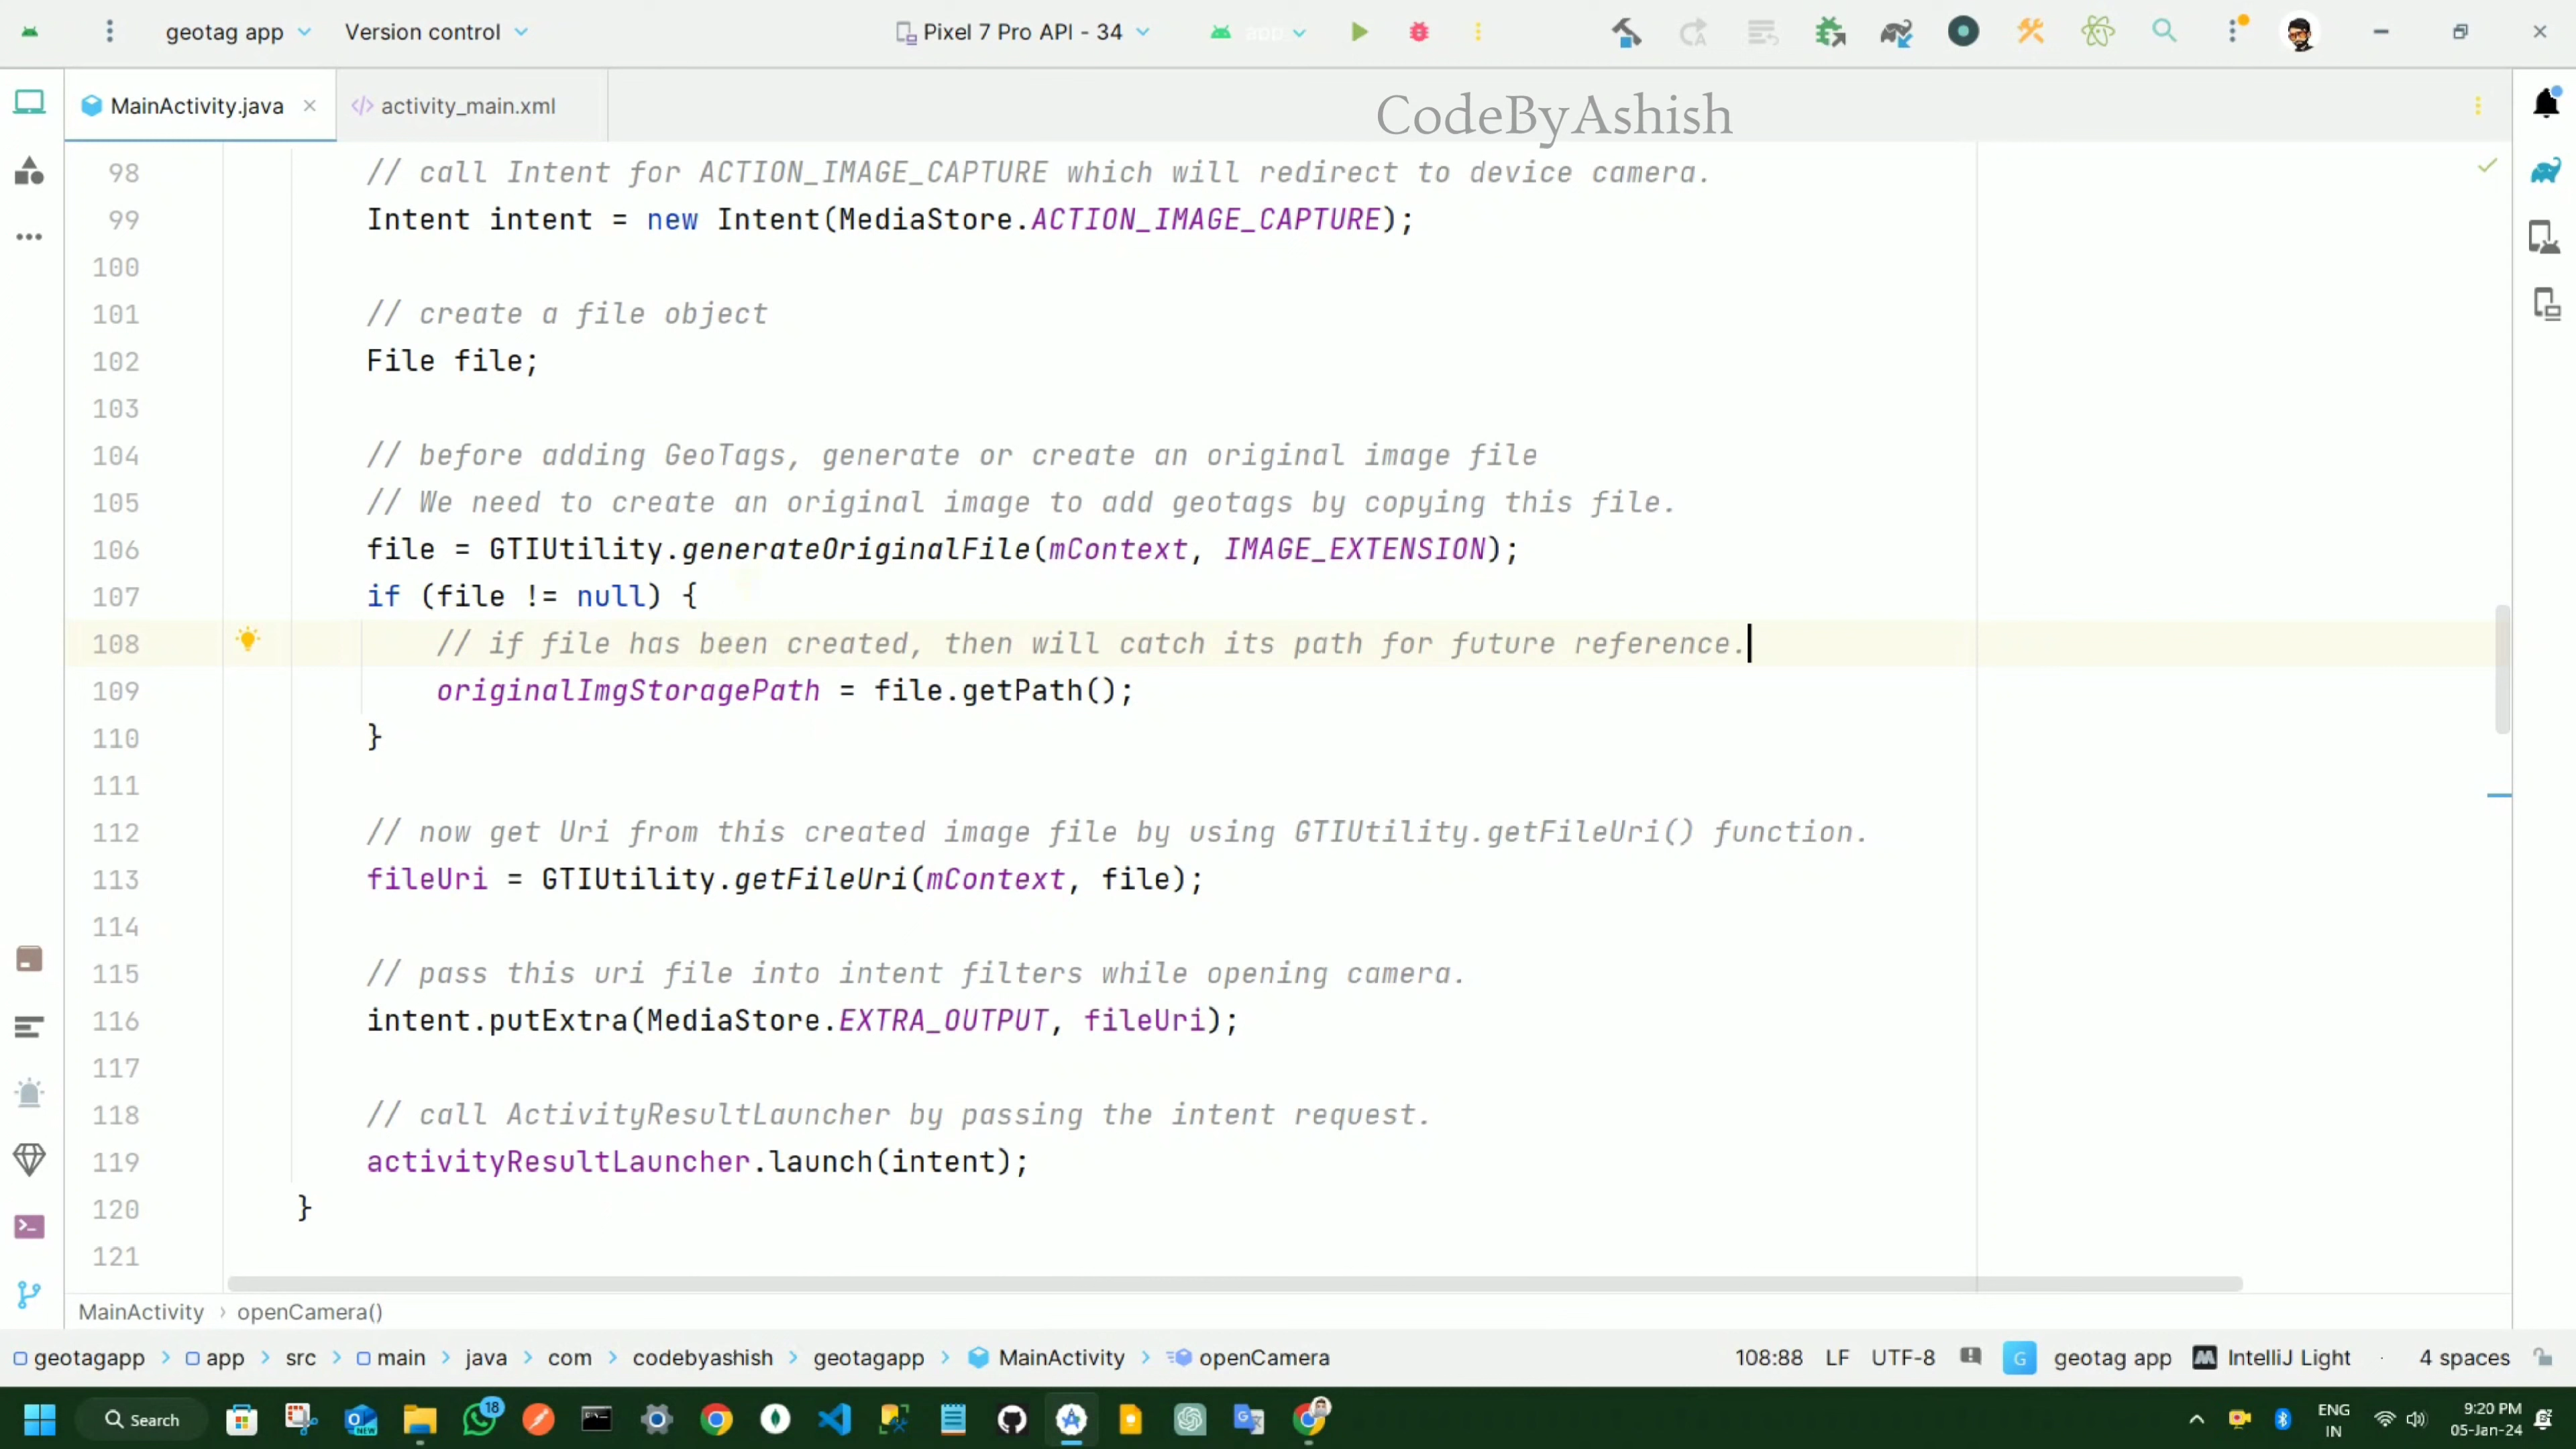 geotag app
Version control
Pixel 7 Pro API - 34
app
MainActivity.java
activity_main.xml
CodeByAshish
98 // call Intent for ACTION_IMAGE_CAPTURE which will redirect to device camera.
99 Intent intent = new Intent(MediaStore.ACTION_IMAGE_CAPTURE);
100
101 // create a file object
102 File file;
103
104 // before adding GeoTags, generate or create an original image file
105 // We need to create an original image to add geotags by copying this file.
106 file = GTIUtility.generateOriginalFile(mContext, IMAGE_EXTENSION);
107 if (file != null) {
108 // if file has been created, then will catch its path for future reference.
109 originalImgStoragePath = file.getPath();
110 }
111
112 // now get Uri from this created image file by using GTIUtility.getFileUri() function.
113 fileUri = GTIUtility.getFileUri(mContext, file);
114
115 // pass this uri file into intent filters while opening camera.
116 intent.putExtra(MediaStore.EXTRA_OUTPUT, fileUri);
117
118 // call ActivityResultLauncher by passing the intent request.
119 activityResultLauncher.launch(intent);
120 }
121
MainActivity › openCamera()
geotagapp > app > src > main > java > com > codebyashish > geotagapp > MainActivity > openCamera
108:88 LF UTF-8 G geotag app IntelliJ Light 4 spaces
Search
NEW
18
ENG
IN
9:20 PM
05-Jan-24